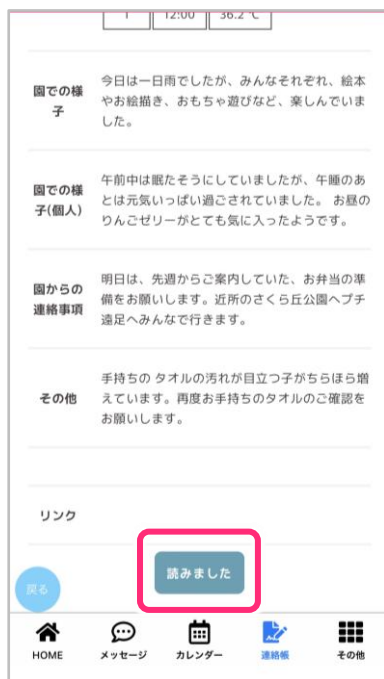 1 12:00 36.2 ℃
園での様
子
今日は一日雨でしたが、みんなそれぞれ、絵本
やお絵描き、おもちゃ遊びなど、楽しんでいま
した。
園での様
子(個人)
午前中は眠たそうにしていましたが、午睡のあ
とは元気いっぱい過ごされていました。 お昼の
りんごゼリーがとても気に入ったようです。
園からの
連絡事項
明日は、先週からご案内していた、お弁当の準
備をお願いします。近所のさくら丘公園へプチ
遠足へみんなで行きます。
その他
手持ちの タオルの汚れが目立つ子がちらほら増
えています。再度お手持ちのタオルのご確認を
お願いします。
リンク
読みました
戻る
HOME メッセージ カレンダー 連絡帳 その他